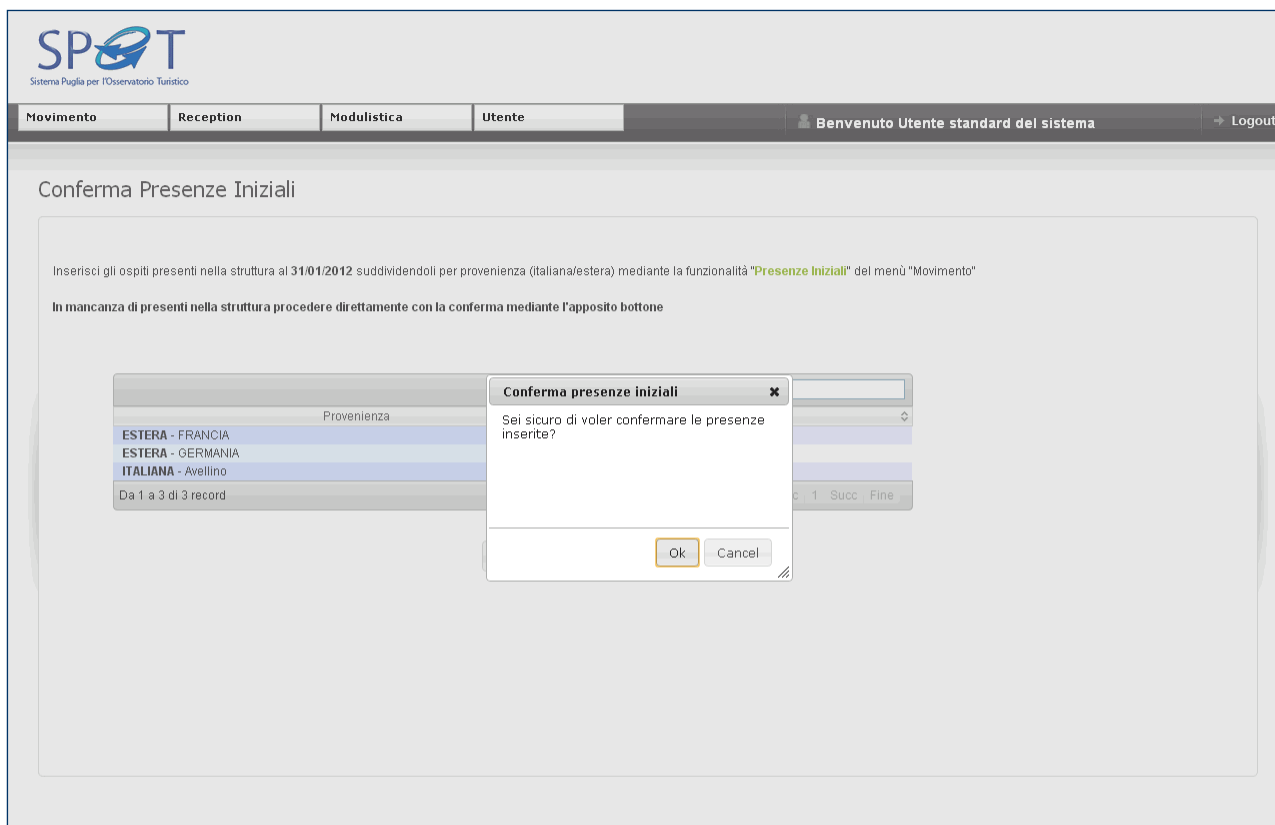 SPOT
Sistema Puglia per l'Osservatorio Turistico
Movimento Reception Modulistica Utente Benvenuto Utente standard del sistema Logout
Conferma Presenze Iniziali
Inserisci gli ospiti presenti nella struttura al 31/01/2012 suddividendoli per provenienza (italiana/estera) mediante la funzionalità "Presenze Iniziali" del menù "Movimento"
In mancanza di presenti nella struttura procedere direttamente con la conferma mediante l'apposito bottone
Provenienza
ESTERA - FRANCIA
ESTERA - GERMANIA
ITALIANA - Avellino
Da 1 a 3 di 3 record
1 Succ Fine
Conferma presenze iniziali
Sei sicuro di voler confermare le presenze
inserite?
Ok Cancel